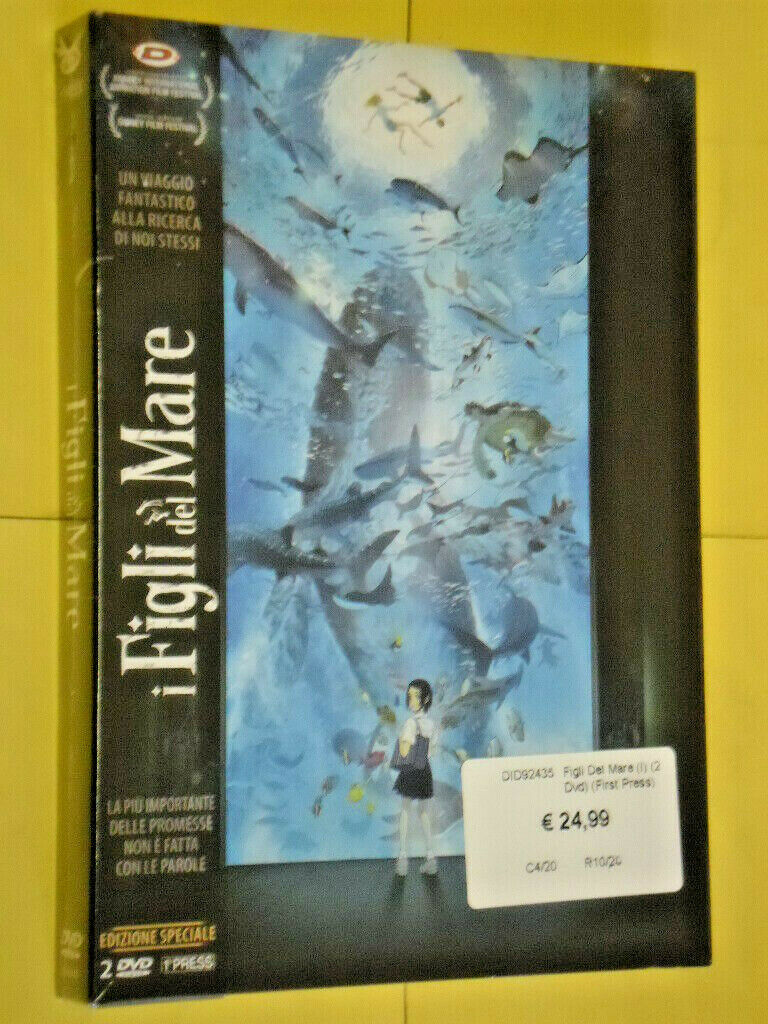 D
UN VIAGGIO
FANTASTICO
ALLA RICERCA
DI NOI STESSI
i Figli del Mare
LA PIÙ IMPORTANTE
DELLE PROMESSE
NON È FATTA
CON LE PAROLE
EDIZIONE SPECIALE
2 DVD 1ª PRESS
i Figli del Mare
DID92435 Figli Del Mare (I) (2
Dvd) (First Press)
€ 24,99
C4/20 R10/20